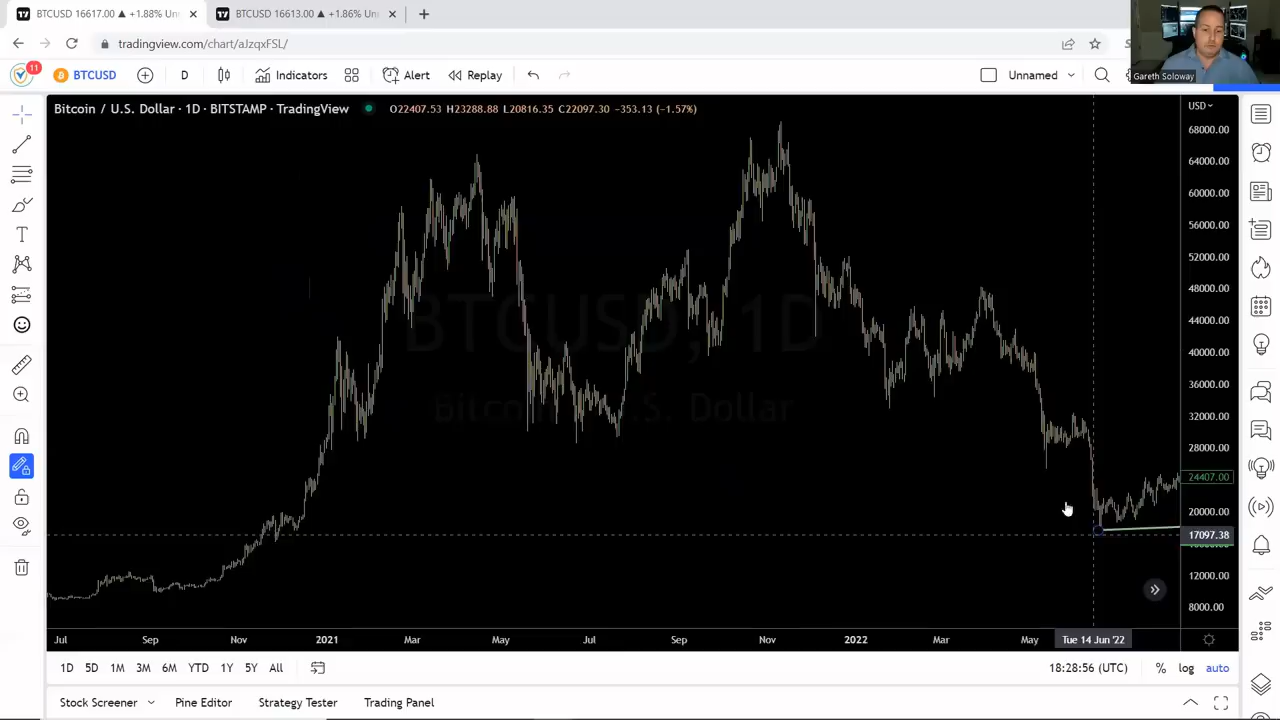 BTCUSD 16617.00 ▲ +1.88% Un
BTCUSD 16613.00 ▲ +1.86% Un
tradingview.com/chart/aJzqxFSL/
Gareth Soloway
11
BTCUSD
D
Indicators
Alert
Replay
Unnamed
Bitcoin / U.S. Dollar · 1D · BITSTAMP · TradingView
O22407.53 H23288.88 L20816.35 C22097.30 −353.13 (−1.57%)
USD
68000.00
64000.00
60000.00
56000.00
52000.00
48000.00
44000.00
40000.00
36000.00
32000.00
28000.00
24407.00
20000.00
17097.38
12000.00
8000.00
BTCUSD, 1D
Bitcoin / U.S. Dollar
Jul Sep Nov 2021 Mar May Jul Sep Nov 2022 Mar May Tue 14 Jun '22
1D 5D 1M 3M 6M YTD 1Y 5Y All
18:28:56 (UTC) % log auto
Stock Screener Pine Editor Strategy Tester Trading Panel